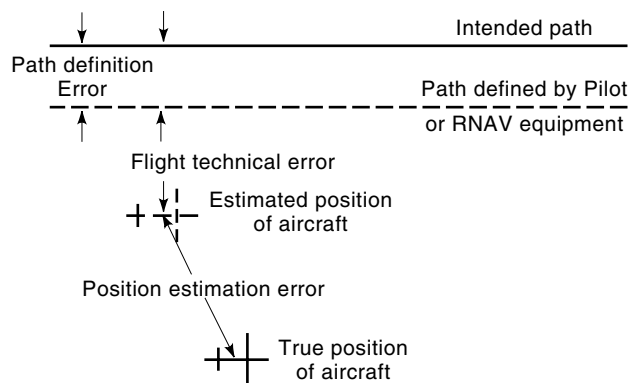 Intended path
Path definition
Error
Path defined by Pilot
or RNAV equipment
Flight technical error
Estimated position
of aircraft
Position estimation error
True position
of aircraft